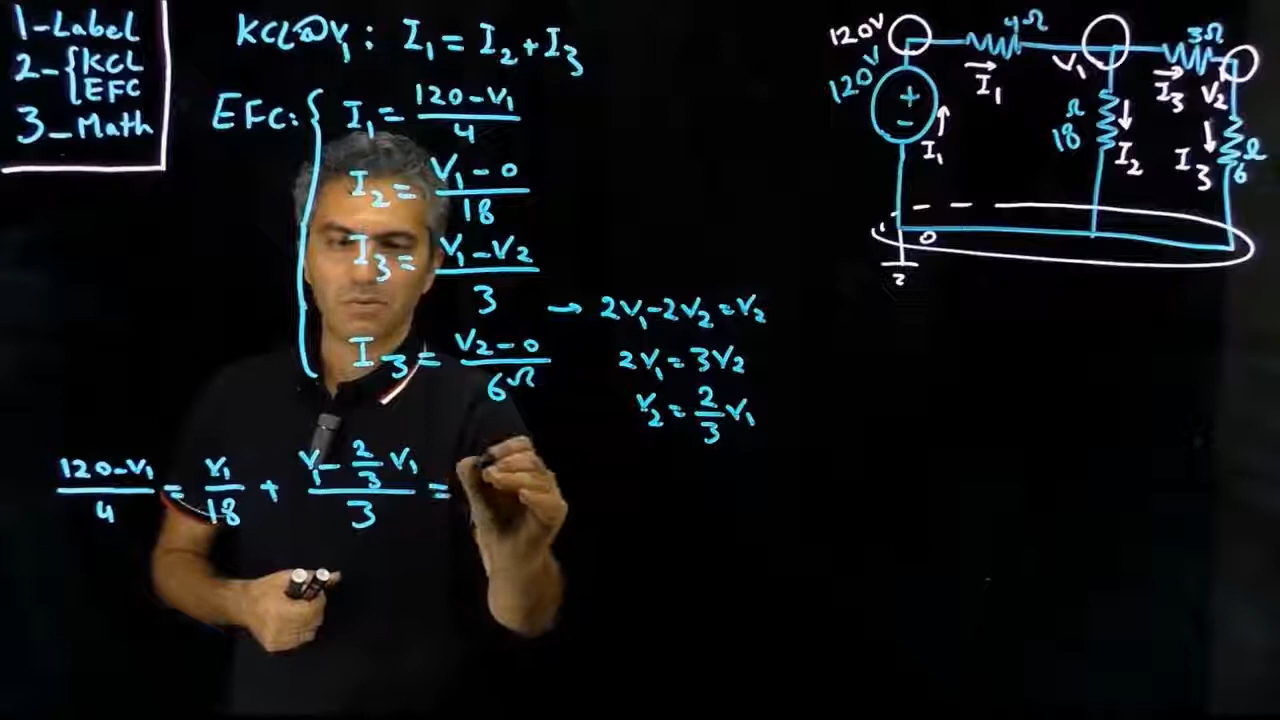 1-Label
2-{KCL
EFC
3-Math
KCL@V₁: I₁ = I₂ + I₃
EFC: { I₁ = (120-V₁)/4
I₂ = (V₁-0)/18
I₃ = (V₁-V₂)/3
I₃ = (V₂-0)/6Ω
→ 2V₁-2V₂ = V₂
2V₁ = 3V₂
V₂ = 2/3 V₁
(120-V₁)/4 = V₁/18 + (V₁ - 2/3 V₁)/3 =
120V
4Ω
3Ω
120V
+
-
I₁
V₁
I₃
V₂
I₁
Ω
18
I₂
I₃
Ω
6
0